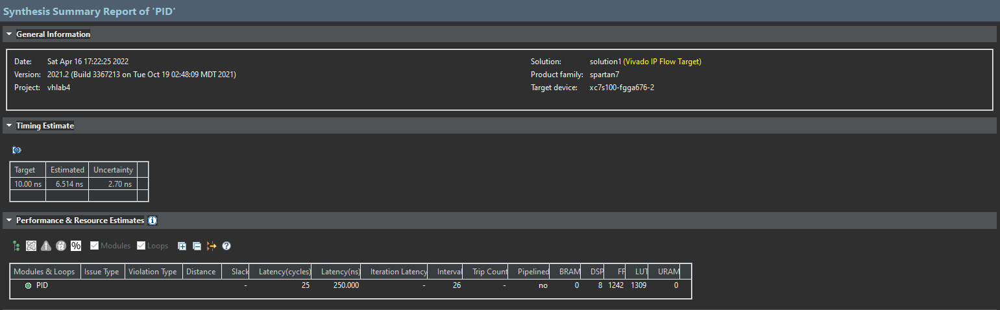 Synthesis Summary Report of 'PID'
General Information
Date: Sat Apr 16 17:22:25 2022 Solution: solution1 (Vivado IP Flow Target)
Version: 2021.2 (Build 3367213 on Tue Oct 19 02:48:09 MDT 2021) Product family: spartan7
Project: vhlab4 Target device: xc7s100-fgga676-2
Timing Estimate
Target Estimated Uncertainty
10.00 ns 6.514 ns 2.70 ns
Performance & Resource Estimates
% Modules Loops
Modules & Loops Issue Type Violation Type Distance Slack Latency(cycles) Latency(ns) Iteration Latency Interval Trip Count Pipelined BRAM DSP FF LUT URAM
PID - 25 250.000 - 26 - no 0 8 1242 1309 0